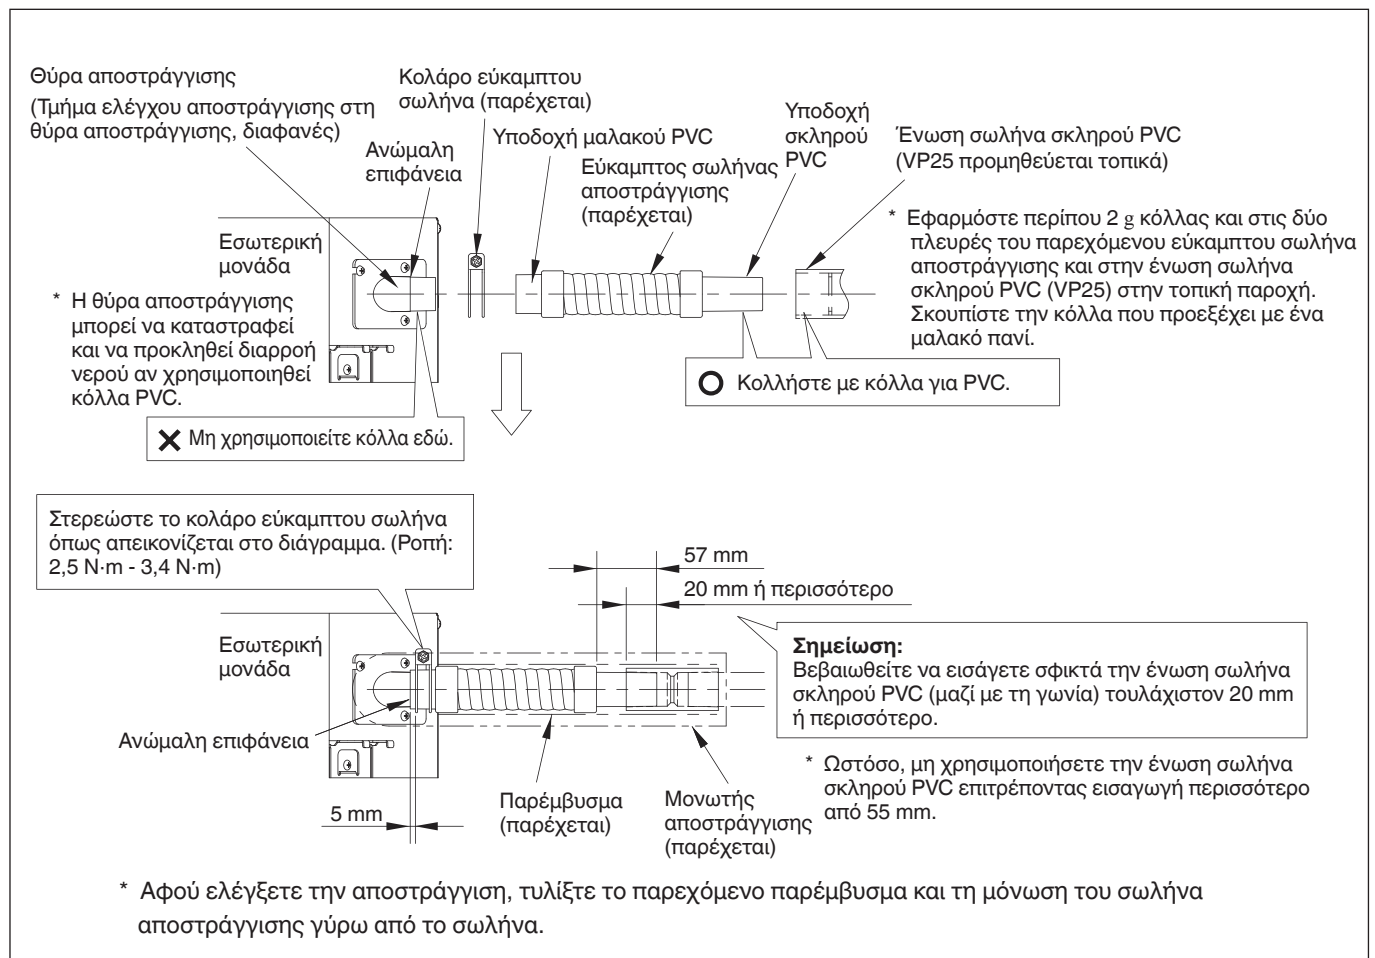 Θύρα αποστράγγισης
(Τμήμα ελέγχου αποστράγγισης στη
θύρα αποστράγγισης, διαφανές)
Κολάρο εύκαμπτου
σωλήνα (παρέχεται)
Ανώμαλη
επιφάνεια
Υποδοχή μαλακού PVC
Εύκαμπτος σωλήνας
αποστράγγισης
(παρέχεται)
Υποδοχή
σκληρού
PVC
Ένωση σωλήνα σκληρού PVC
(VP25 προμηθεύεται τοπικά)
* Εφαρμόστε περίπου 2 g κόλλας και στις δύο
πλευρές του παρεχόμενου εύκαμπτου σωλήνα
αποστράγγισης και στην ένωση σωλήνα
σκληρού PVC (VP25) στην τοπική παροχή.
Σκουπίστε την κόλλα που προεξέχει με ένα
μαλακό πανί.
Εσωτερική
μονάδα
* Η θύρα αποστράγγισης
μπορεί να καταστραφεί
και να προκληθεί διαρροή
νερού αν χρησιμοποιηθεί
κόλλα PVC.
Κολλήστε με κόλλα για PVC.
Μη χρησιμοποιείτε κόλλα εδώ.
Στερεώστε το κολάρο εύκαμπτου σωλήνα
όπως απεικονίζεται στο διάγραμμα. (Ροπή:
2,5 N·m - 3,4 N·m)
57 mm
20 mm ή περισσότερο
Εσωτερική
μονάδα
Σημείωση:
Βεβαιωθείτε να εισάγετε σφικτά την ένωση σωλήνα
σκληρού PVC (μαζί με τη γωνία) τουλάχιστον 20 mm
ή περισσότερο.
Ανώμαλη επιφάνεια
* Ωστόσο, μη χρησιμοποιήσετε την ένωση σωλήνα
σκληρού PVC επιτρέποντας εισαγωγή περισσότερο
από 55 mm.
5 mm
Παρέμβυσμα
(παρέχεται)
Μονωτής
αποστράγγισης
(παρέχεται)
* Αφού ελέγξετε την αποστράγγιση, τυλίξτε το παρεχόμενο παρέμβυσμα και τη μόνωση του σωλήνα
αποστράγγισης γύρω από το σωλήνα.